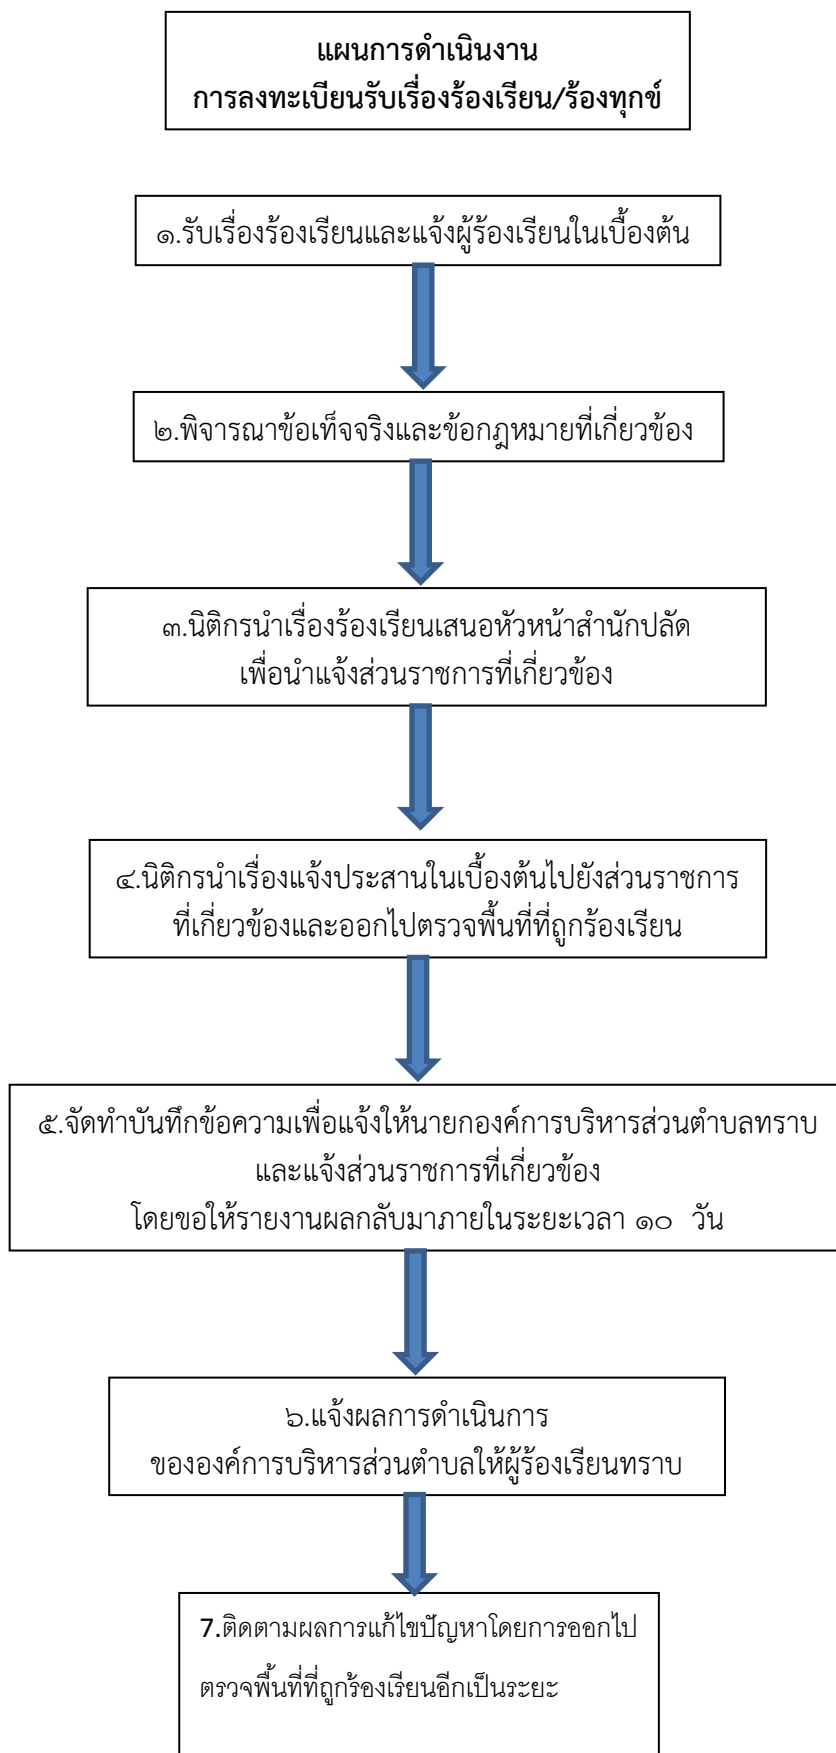 แผนการดำเนินงาน
การลงทะเบียนรับเรื่องร้องเรียน/ร้องทุกข์
๑.รับเรื่องร้องเรียนและแจ้งผู้ร้องเรียนในเบื้องต้น
๒.พิจารณาข้อเท็จจริงและข้อกฎหมายที่เกี่ยวข้อง
๓.นิติกรนำเรื่องร้องเรียนเสนอหัวหน้าสำนักปลัด
เพื่อนำแจ้งส่วนราชการที่เกี่ยวข้อง
๔.นิติกรนำเรื่องแจ้งประสานในเบื้องต้นไปยังส่วนราชการ
ที่เกี่ยวข้องและออกไปตรวจพื้นที่ที่ถูกร้องเรียน
๕.จัดทำบันทึกข้อความเพื่อแจ้งให้นายกองค์การบริหารส่วนตำบลทราบ
และแจ้งส่วนราชการที่เกี่ยวข้อง
โดยขอให้รายงานผลกลับมาภายในระยะเวลา ๑๐ วัน
๖.แจ้งผลการดำเนินการ
ขององค์การบริหารส่วนตำบลให้ผู้ร้องเรียนทราบ
7.ติดตามผลการแก้ไขปัญหาโดยการออกไป
ตรวจพื้นที่ที่ถูกร้องเรียนอีกเป็นระยะ